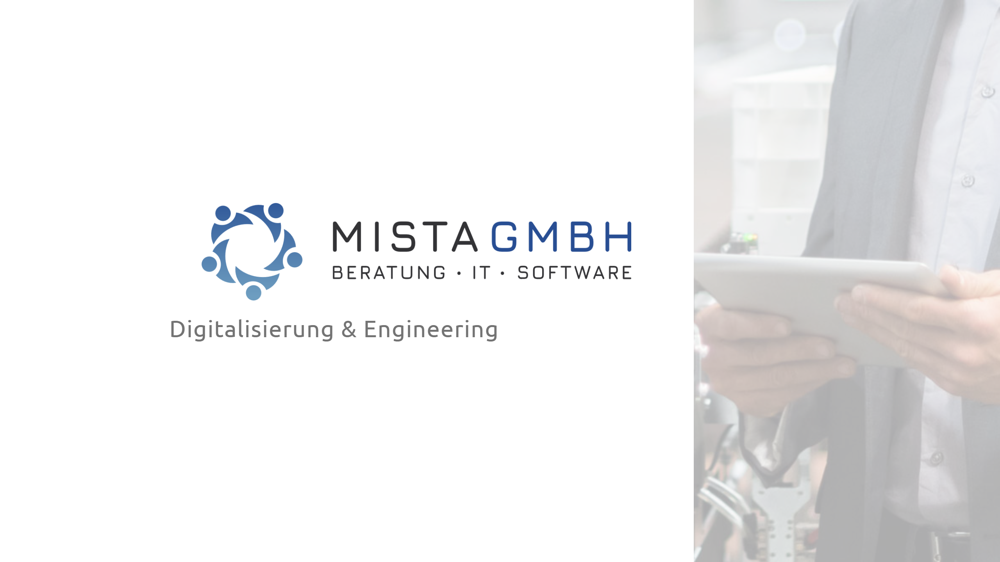 MISTA GMBH
BERATUNG · IT · SOFTWARE
Digitalisierung & Engineering